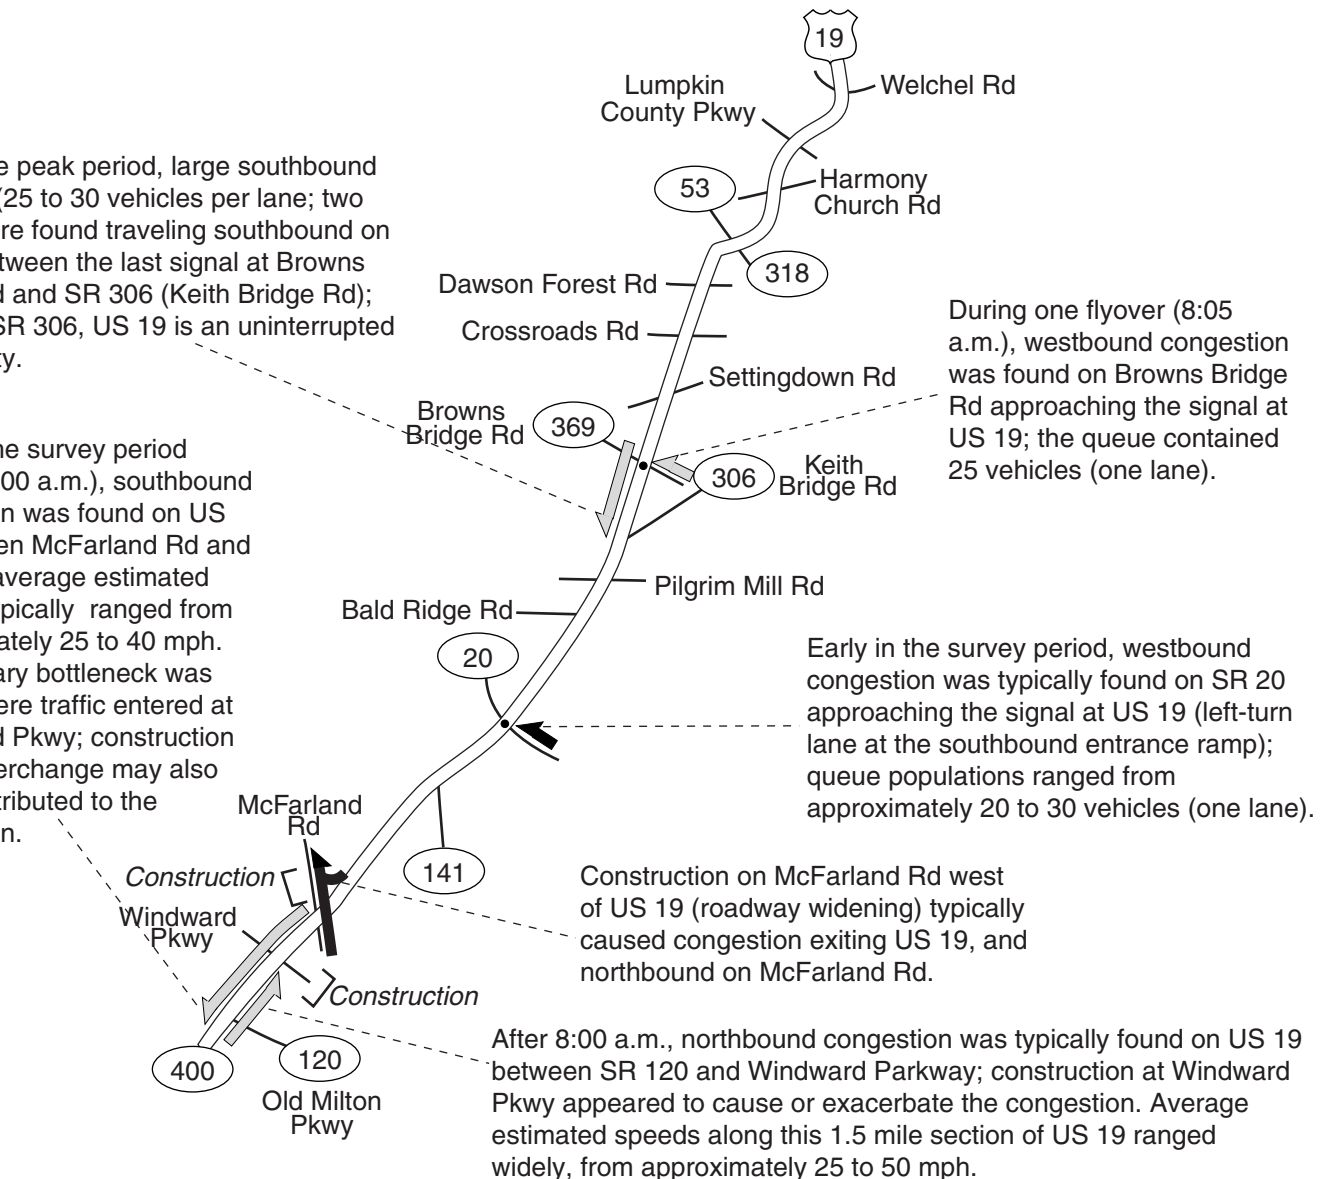 19
Welchel Rd
Lumpkin
County Pkwy
53
Harmony
Church Rd
318
Dawson Forest Rd
Crossroads Rd
Settingdown Rd
Browns
Bridge Rd
369
306
Keith
Bridge Rd
Pilgrim Mill Rd
Bald Ridge Rd
20
McFarland
Rd
141
Construction
Windward
Pkwy
Construction
400
120
Old Milton
Pkwy
peak period, large southbound
(25 to 30 vehicles per lane; two
found traveling southbound on
between the last signal at Browns
and SR 306 (Keith Bridge Rd);
SR 306, US 19 is an uninterrupted
the survey period
00 a.m.), southbound
was found on US
McFarland Rd and
average estimated
ranged from
25 to 40 mph.
bottleneck was
traffic entered at
Pkwy; construction
may also
to the
During one flyover (8:05
a.m.), westbound congestion
was found on Browns Bridge
Rd approaching the signal at
US 19; the queue contained
25 vehicles (one lane).
Early in the survey period, westbound
congestion was typically found on SR 20
approaching the signal at US 19 (left-turn
lane at the southbound entrance ramp);
queue populations ranged from
approximately 20 to 30 vehicles (one lane).
Construction on McFarland Rd west
of US 19 (roadway widening) typically
caused congestion exiting US 19, and
northbound on McFarland Rd.
After 8:00 a.m., northbound congestion was typically found on US 19
between SR 120 and Windward Parkway; construction at Windward
Pkwy appeared to cause or exacerbate the congestion. Average
estimated speeds along this 1.5 mile section of US 19 ranged
widely, from approximately 25 to 50 mph.